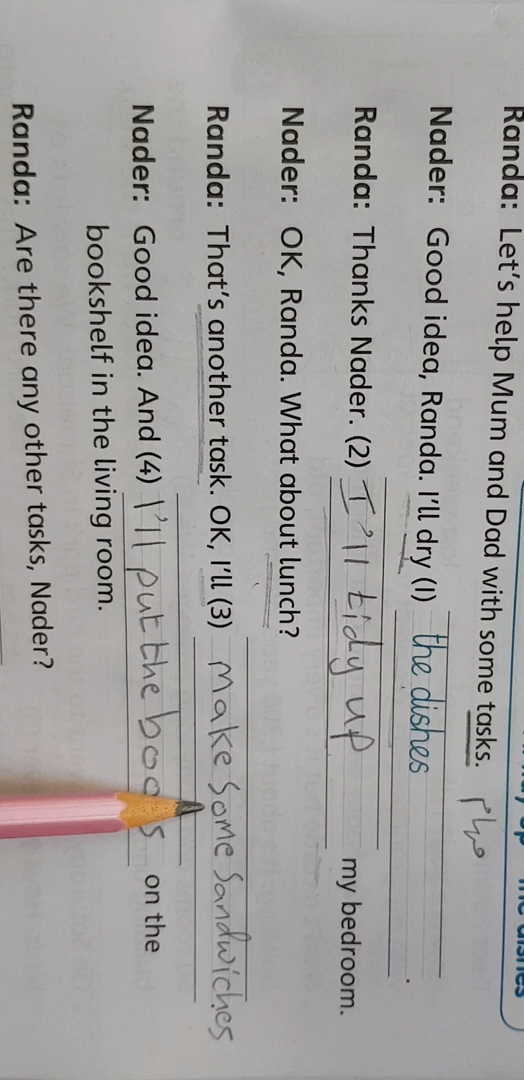 the dishes
Randa: Let's help Mum and Dad with some tasks. مهام
Nader: Good idea, Randa. I'll dry (1) the dishes.
Randa: Thanks Nader. (2) I'll tidy up my bedroom.
Nader: OK, Randa. What about lunch?
Randa: That's another task. OK, I'll (3) make some sandwiches
Nader: Good idea. And (4) I'll put the books on the
bookshelf in the living room.
Randa: Are there any other tasks, Nader?